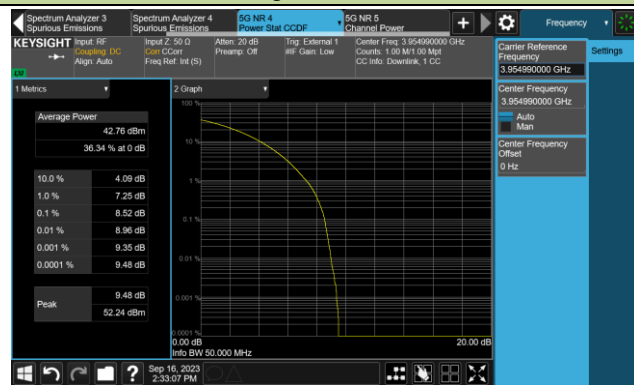 Spectrum Analyzer 3
Spurious Emissions
Spectrum Analyzer 4
Spurious Emissions
5G NR 4
Power Stat CCDF
5G NR 5
Channel Power
Frequency
KEYSIGHT
Input: RF
Coupling: DC
Align: Auto
Input Z: 50 Ω
Corr CCorr
Freq Ref: Int (S)
Atten: 20 dB
Preamp: Off
Trig: External 1
#IF Gain: Low
Center Freq: 3.954990000 GHz
Counts: 1.00 M/1.00 Mpt
CC Info: Downlink, 1 CC
1 Metrics
Average Power
42.76 dBm
36.34 % at 0 dB
10.0 % 4.09 dB
1.0 % 7.25 dB
0.1 % 8.52 dB
0.01 % 8.96 dB
0.001 % 9.35 dB
0.0001 % 9.48 dB
Peak
9.48 dB
52.24 dBm
2 Graph
100 %
10 %
1 %
0.1 %
0.01 %
0.001 %
0.0001 %
0.00 dB 20.00 dB
Info BW 50.000 MHz
Carrier Reference
Frequency
3.954990000 GHz
Center Frequency
3.954990000 GHz
Auto
Man
Center Frequency
Offset
0 Hz
Settings
Sep 16, 2023
2:33:07 PM